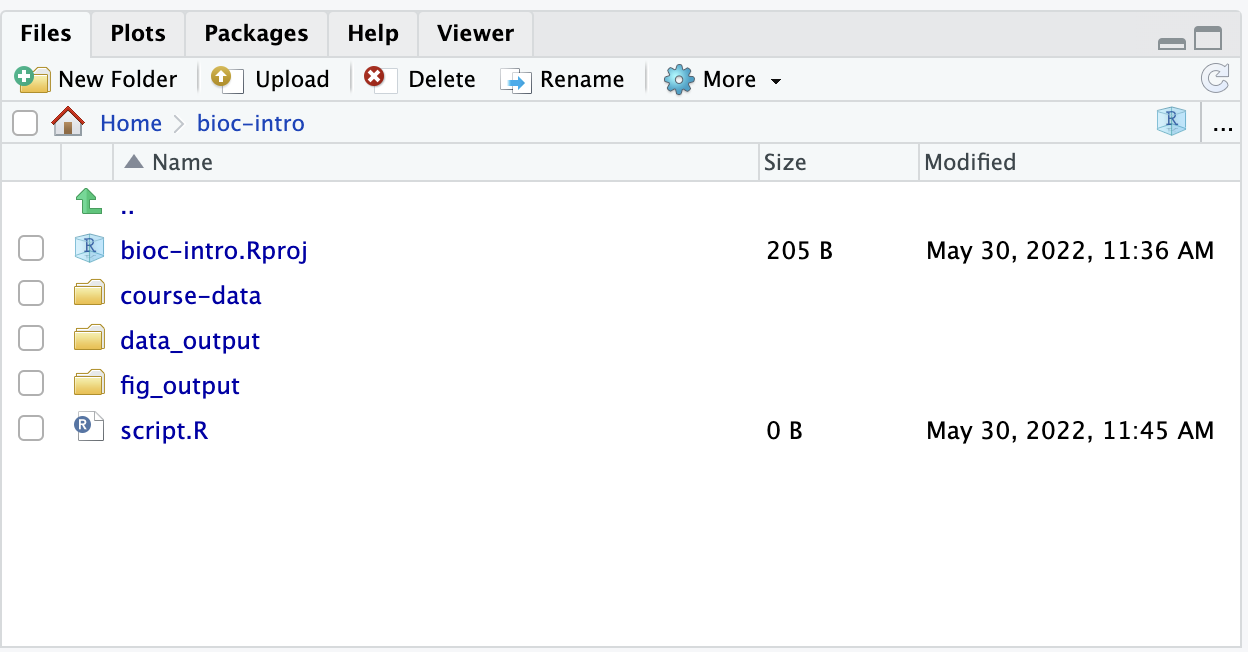 Files Plots Packages Help Viewer
New Folder Upload Delete Rename More
Home bioc-intro R ...
Name Size Modified
..
R bioc-intro.Rproj 205 B May 30, 2022, 11:36 AM
course-data
data_output
fig_output
R script.R 0 B May 30, 2022, 11:45 AM